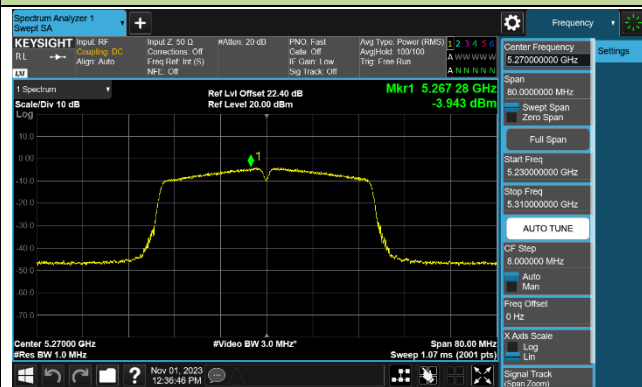 Spectrum Analyzer 1
Swept SA
Frequency
KEYSIGHT
RL
LXI
Input: RF
Coupling: DC
Align: Auto
Input Z: 50 Ω
Corrections: Off
Freq Ref: Int (S)
NFE: Off
#Atten: 20 dB
PNO: Fast
Gate: Off
IF Gain: Low
Sig Track: Off
Avg Type: Power (RMS)
Avg|Hold: 100/100
Trig: Free Run
1 2 3 4 5 6
A W W W W W
A N N N N N
1 Spectrum
Scale/Div 10 dB
Log
Ref Lvl Offset 22.40 dB
Ref Level 20.00 dBm
Mkr1 5.267 28 GHz
-3.943 dBm
10.0
0.00
-10.0
-20.0
-30.0
-40.0
-50.0
-60.0
-70.0
1
Center 5.27000 GHz
#Res BW 1.0 MHz
#Video BW 3.0 MHz*
Span 80.00 MHz
Sweep 1.07 ms (2001 pts)
Nov 01, 2023
12:36:46 PM
Center Frequency
5.270000000 GHz
Settings
Span
80.0000000 MHz
Swept Span
Zero Span
Full Span
Start Freq
5.230000000 GHz
Stop Freq
5.310000000 GHz
AUTO TUNE
CF Step
8.000000 MHz
Auto
Man
Freq Offset
0 Hz
X Axis Scale
Log
Lin
Signal Track
(Span Zoom)